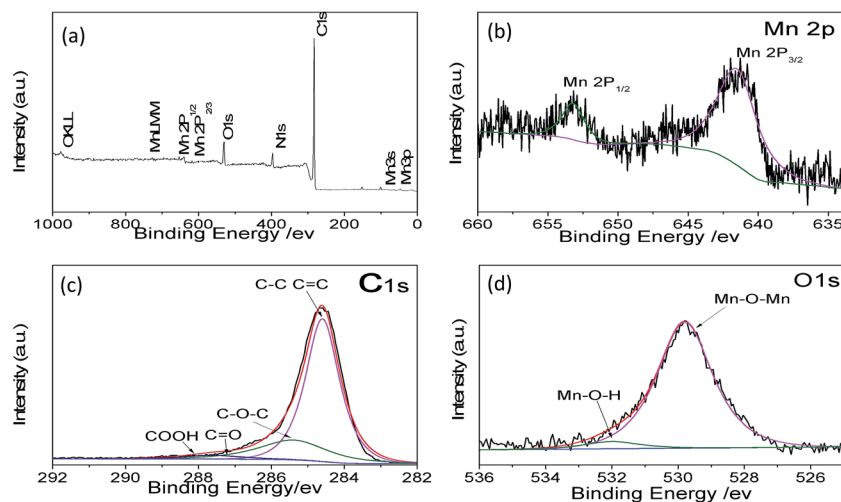 (a)
C1s
OKLL
MnLMM
Mn 2P1/2
Mn 2P2/3
O1s
N1s
Mn3s
Mn3p
Intensity (a.u.)
1000 800 600 400 200 0
Binding Energy /ev
(b)
Mn 2p
Mn 2P1/2
Mn 2P3/2
Intensity (a.u.)
660 655 650 645 640 635
Binding Energy /ev
(c)
C1s
C-C C=C
C-O-C
COOH C=O
Intensity (a.u.)
292 290 288 286 284 282
Binding Energy/ev
(d)
O1s
Mn-O-Mn
Mn-O-H
Intensity (a.u.)
536 534 532 530 528 526
Binding Energy /ev